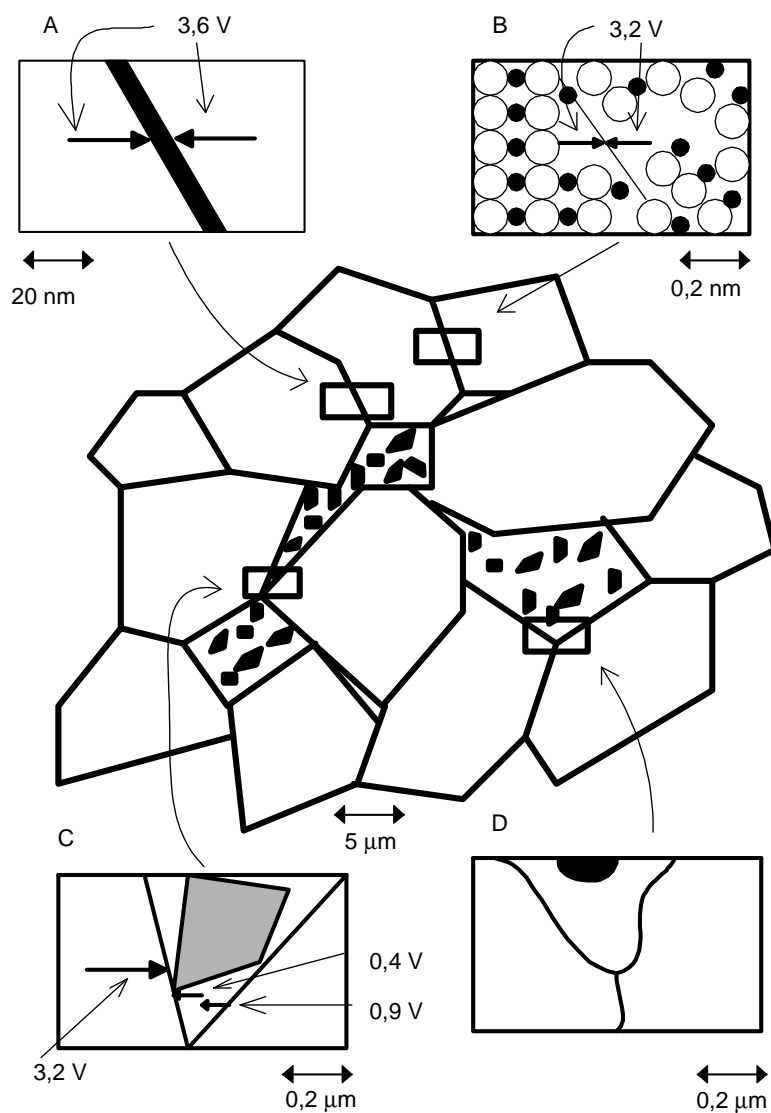 A 3,6 V
B 3,2 V
20 nm
0,2 nm
5 μm
C
D
0,4 V
0,9 V
3,2 V
0,2 μm
0,2 μm